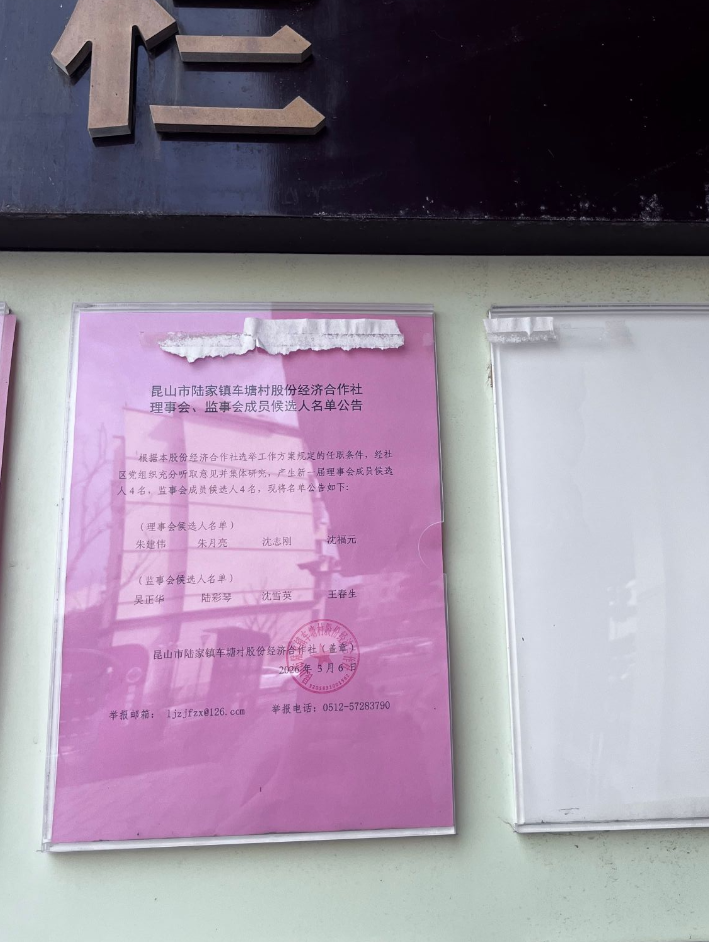 昆山市陆家镇车塘村股份经济合作社
理事会、监事会成员候选人名单公告
根据本股份经济合作社选举工作方案规定的任职条件，经社
区党组织充分听取意见并集体研究，产生新一届理事会成员候选
人4名，监事会成员候选人4名，现将名单公告如下：
（理事会候选人名单）
朱建伟 朱月亮 沈志刚 沈福元
（监事会候选人名单）
吴正华 陆彩琴 沈雪英 王春生
昆山市陆家镇车塘村股份经济合作社（盖章）
2026年3月6日
举报邮箱： ljzjfzx@126.com 举报电话：0512-57283790